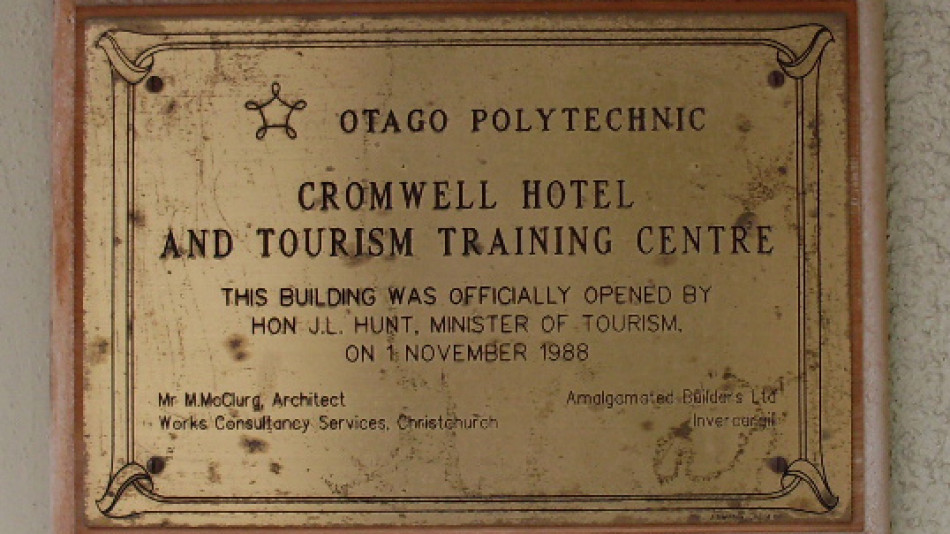 OTAGO POLYTECHNIC
CROMWELL HOTEL
AND TOURISM TRAINING CENTRE
THIS BUILDING WAS OFFICIALLY OPENED BY
HON J.L. HUNT, MINISTER OF TOURISM,
ON 1 NOVEMBER 1988
Mr M.McClurg, Architect
Works Consultancy Services, Christchurch
Amalgamated Builders Ltd
Invercargill